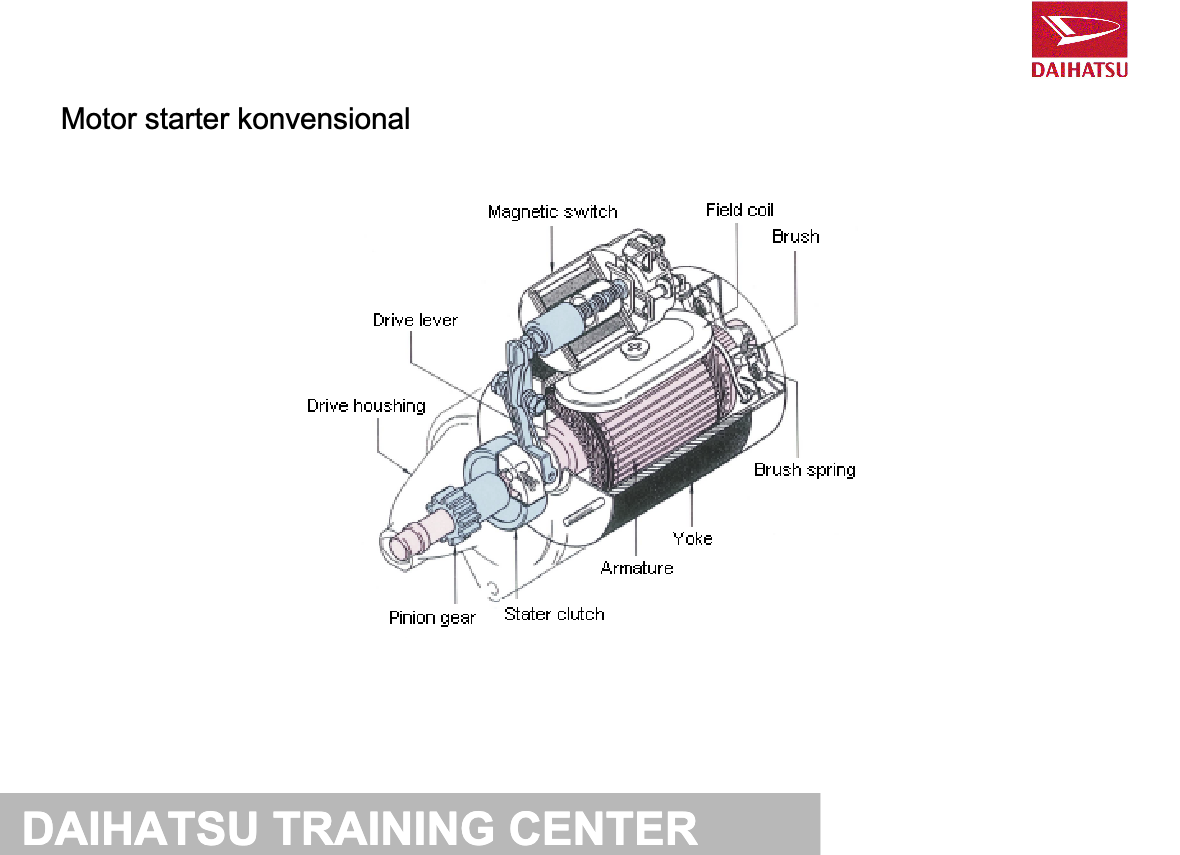 DAIHATSU
Motor starter konvensional
Magnetic switch
Field coil
Brush
Drive lever
Drive houshing
Brush spring
Yoke
Armature
Pinion gear
Stater clutch
DAIHATSU TRAINING CENTER